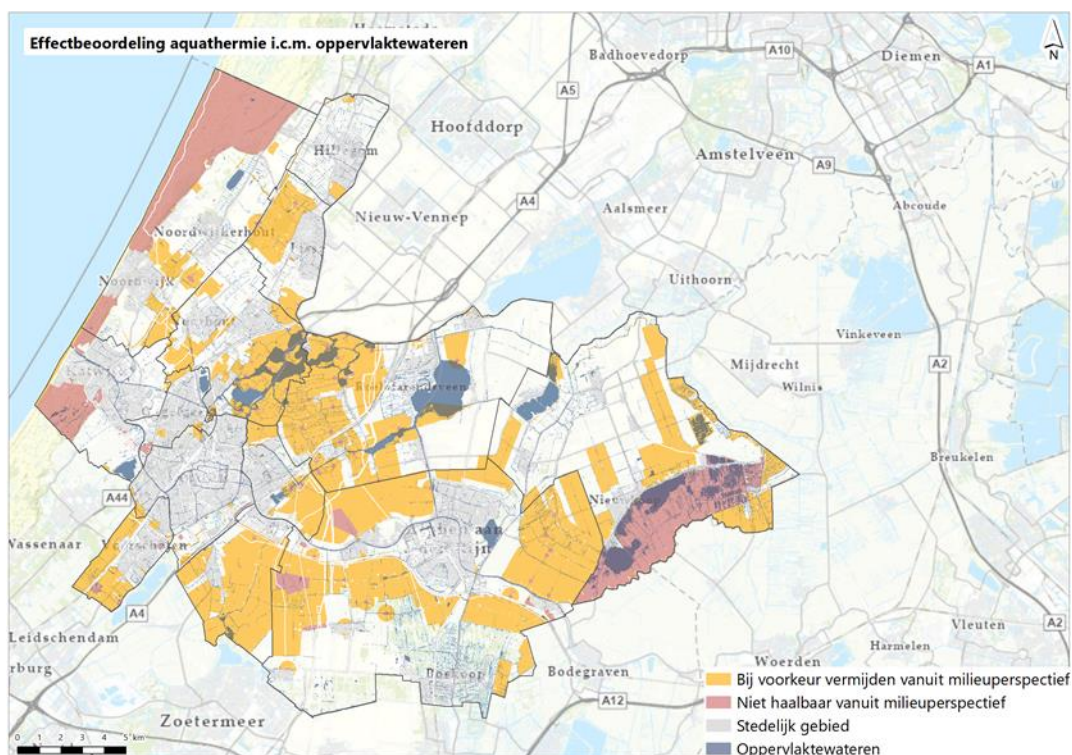 Effectbeoordeling aquathermie i.c.m. oppervlaktewateren
N
Badhoevedorp
A10
Diemen
A1
A5
Hoofddorp
Amstelveen
A9
A4
Abcoude
Nieuw-Vennep
Aalsmeer
Noordwijkerhout
Uithoorn
Vinkeveen
Mijdrecht
Wilnis
A2
Breukelen
A44
Wassenaar
Voorschoten
A4
Leidschendam
Vleuten
A2
Harmelen
Woerden
Bodegraven
A12
Zoetermeer
Bij voorkeur vermijden vanuit milieuperspectief
Niet haalbaar vanuit milieuperspectief
Stedelijk gebied
Oppervlaktewateren
0 1 2 3 4 5 km